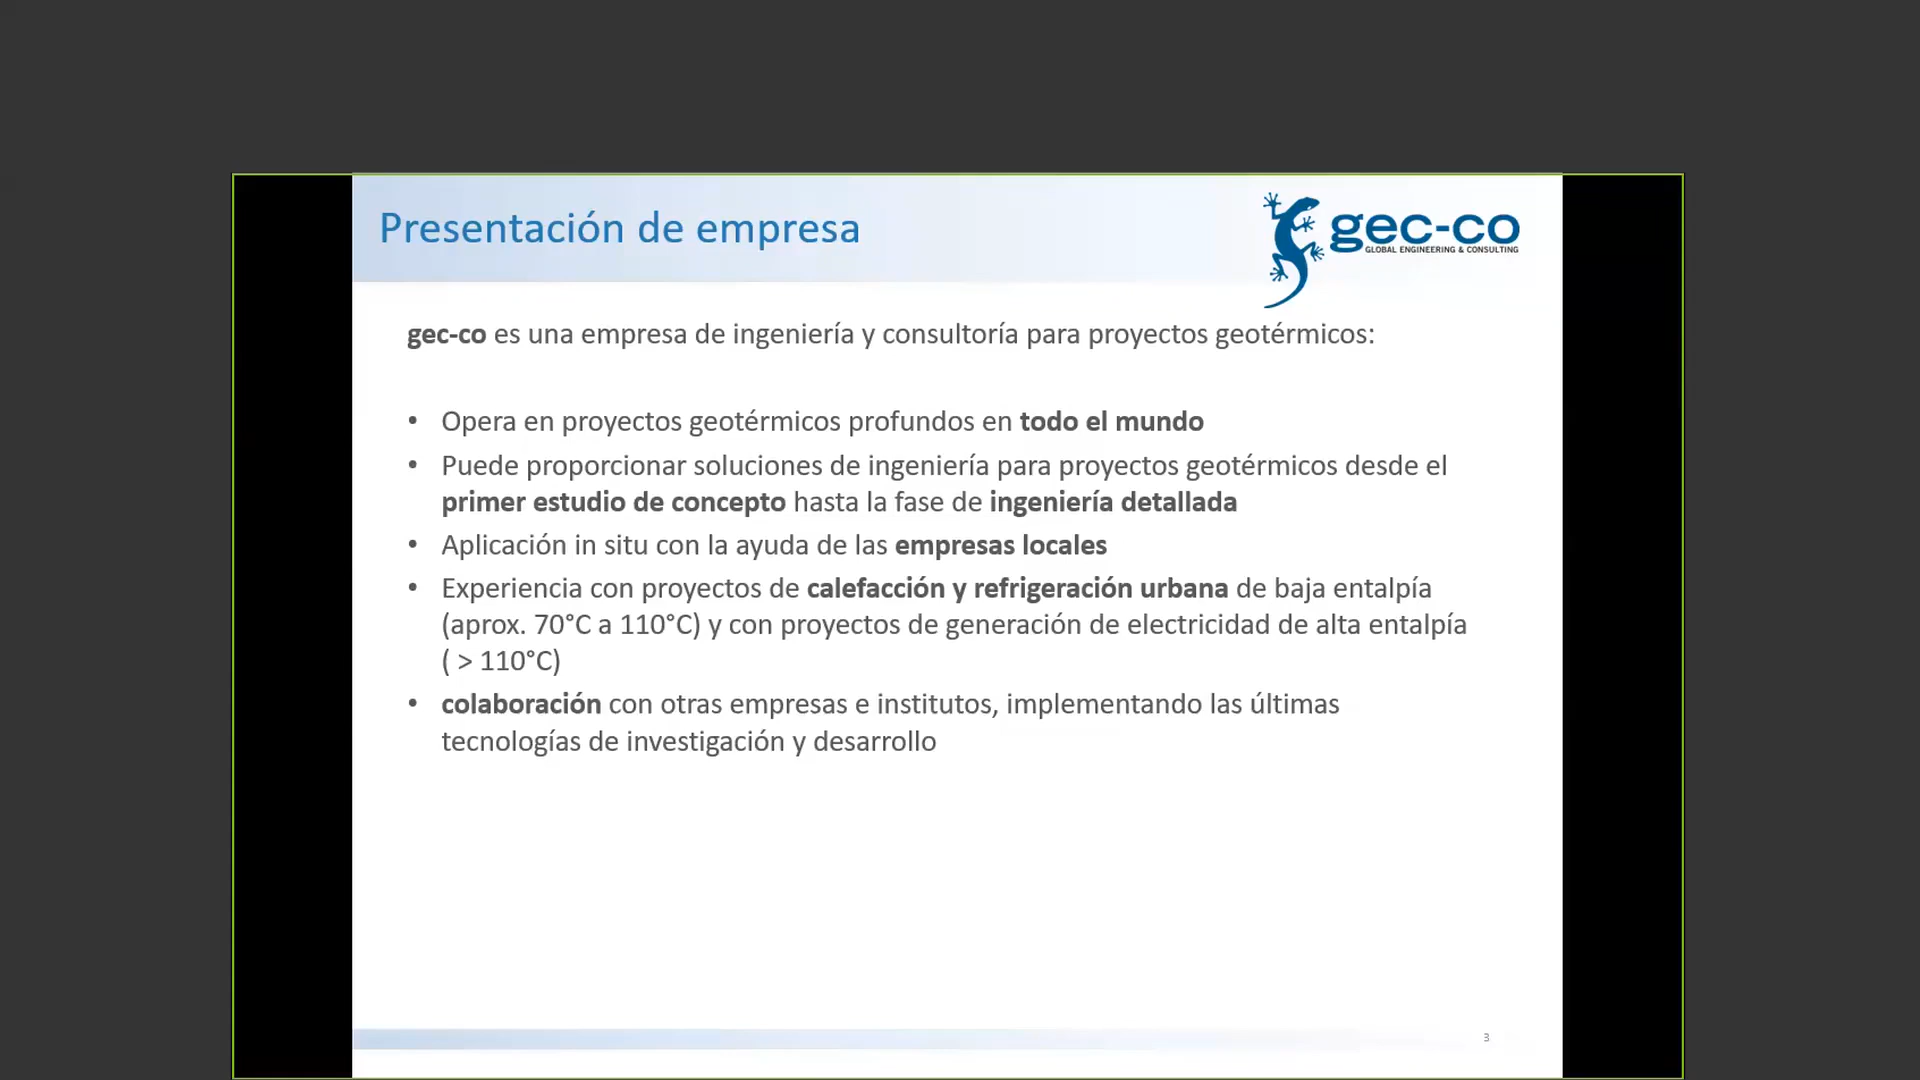 Presentación de empresa
gec-co
GLOBAL ENGINEERING & CONSULTING
gec-co es una empresa de ingeniería y consultoría para proyectos geotérmicos:
• Opera en proyectos geotérmicos profundos en todo el mundo
• Puede proporcionar soluciones de ingeniería para proyectos geotérmicos desde el
primer estudio de concepto hasta la fase de ingeniería detallada
• Aplicación in situ con la ayuda de las empresas locales
• Experiencia con proyectos de calefacción y refrigeración urbana de baja entalpía
(aprox. 70°C a 110°C) y con proyectos de generación de electricidad de alta entalpía
( > 110°C)
• colaboración con otras empresas e institutos, implementando las últimas
tecnologías de investigación y desarrollo
3